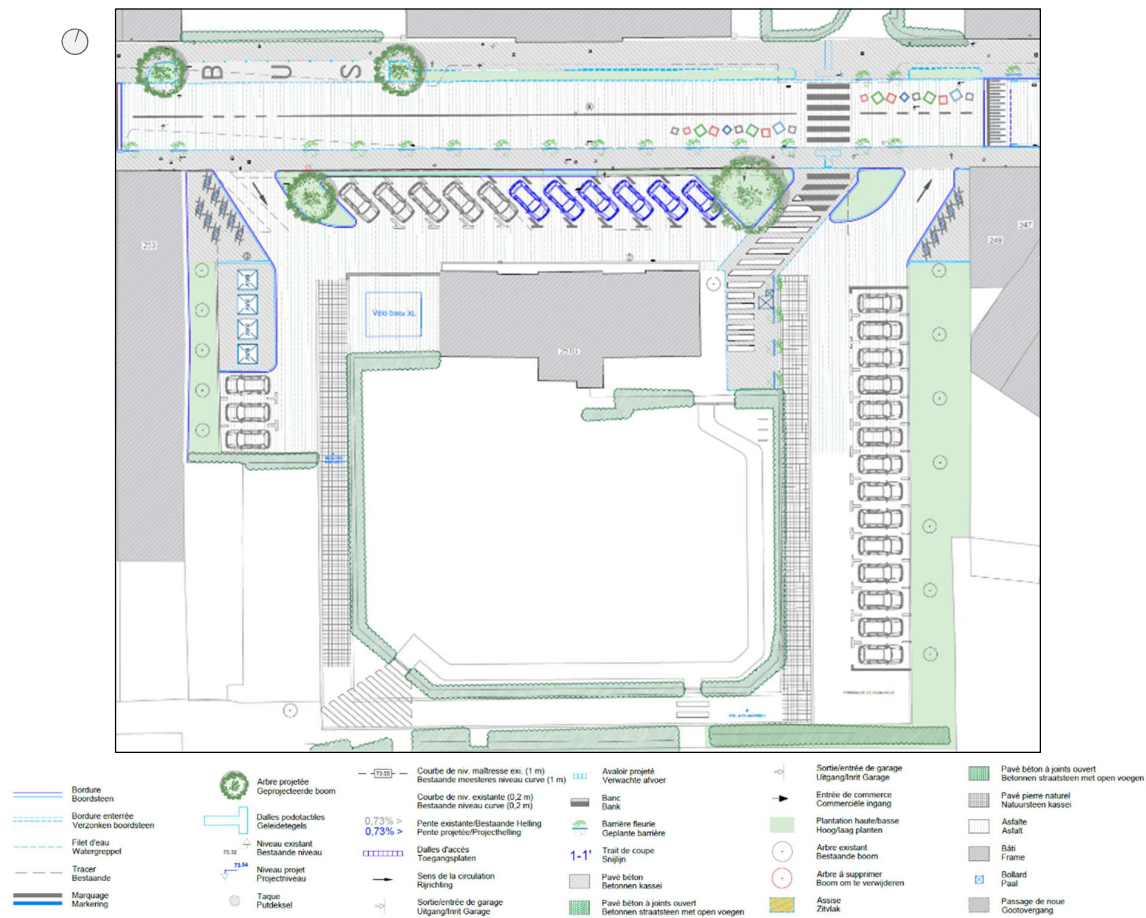 BUS
253
249
247
Vélo boxx XL
Bordure
Boordsteen
Bordure enterrée
Verzonken boordsteen
Filet d'eau
Watergreppel
Tracer
Bestaande
Marquage
Markering
Arbre projetée
Geprojecteerde boom
Dalles podotactiles
Geleidetegels
Niveau existant
Bestaande niveau
Niveau projet
Projectniveau
73.54
Taque
Putdeksel
73.00
Courbe de niv. maîtresse exi. (1 m)
Bestaande meesteres niveau curve (1 m)
Courbe de niv. existante (0,2 m)
Bestaande niveau curve (0,2 m)
0,73% >
Pente existante/Bestaande Helling
0,73% >
Pente projetée/Projecthelling
Dalles d'accès
Toegangsplaten
Sens de la circulation
Rijrichting
Sortie/entrée de garage
Uitgang/Inrit Garage
Avaloir projeté
Verwachte afvoer
Banc
Bank
Barrière fleurie
Geplante barrière
1-1'
Trait de coupe
Snijlijn
Pavé béton
Betonnen kassei
Pavé béton à joints ouvert
Betonnen straatsteen met open voegen
Sortie/entrée de garage
Uitgang/Inrit Garage
Entrée de commerce
Commerciële ingang
Plantation haute/basse
Hoog/laag planten
Arbre existant
Bestaande boom
Arbre à supprimer
Boom om te verwijderen
Assise
Zitvlak
Pavé béton à joints ouvert
Betonnen straatsteen met open voegen
Pavé pierre naturel
Natuursteen kassei
Asfalte
Asfalt
Bâti
Frame
Bollard
Paal
Passage de noue
Gootovergang